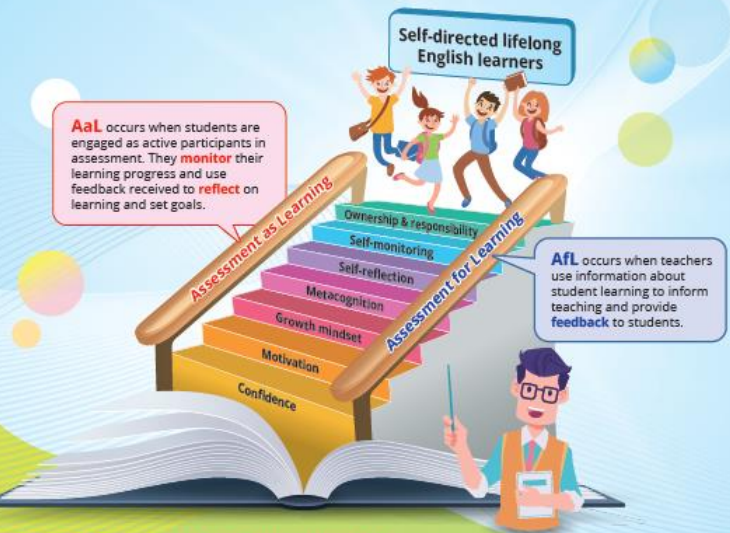 Self-directed lifelong
English learners
AaL occurs when students are
engaged as active participants in
assessment. They monitor their
learning progress and use
feedback received to reflect on
learning and set goals.
Assessment as Learning
Ownership & responsibility
Self-monitoring
Self-reflection
Metacognition
Growth mindset
Motivation
Confidence
Assessment for Learning
AfL occurs when teachers
use information about
student learning to inform
teaching and provide
feedback to students.